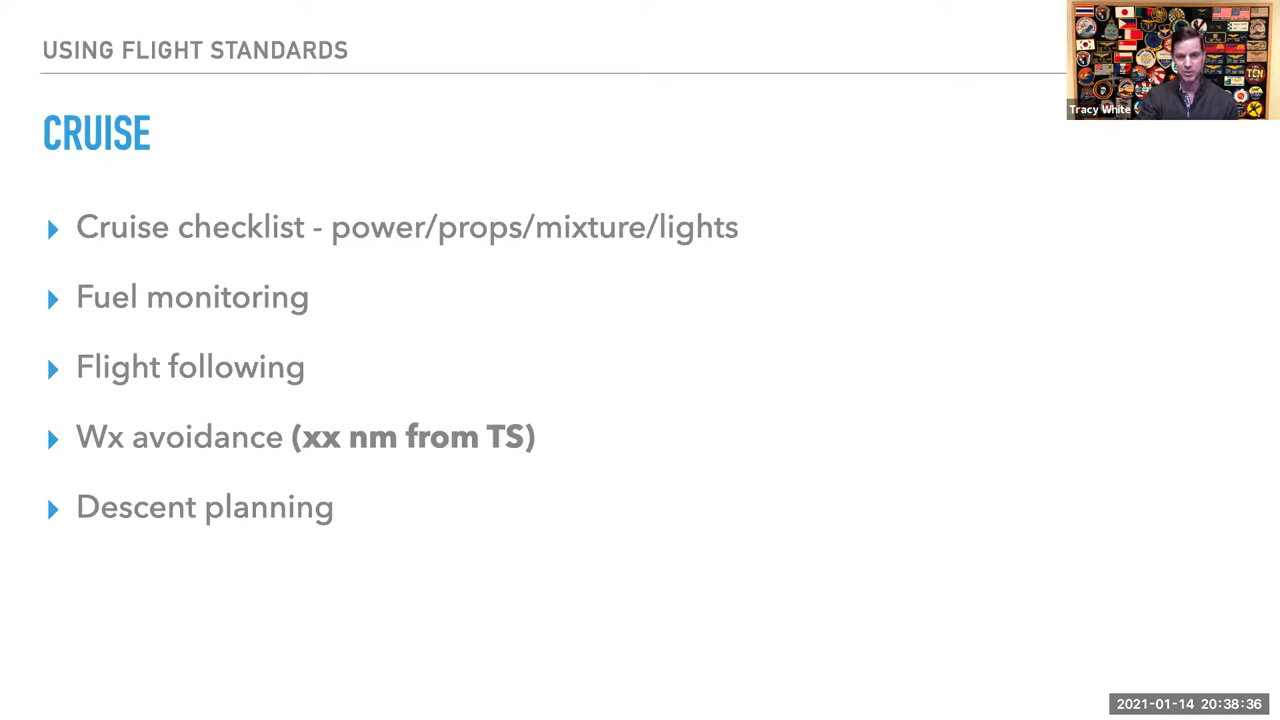 USING FLIGHT STANDARDS
Tracy White
CRUISE
Cruise checklist - power/props/mixture/lights
Fuel monitoring
Flight following
Wx avoidance (xx nm from TS)
Descent planning
2021-01-14 20:38:36